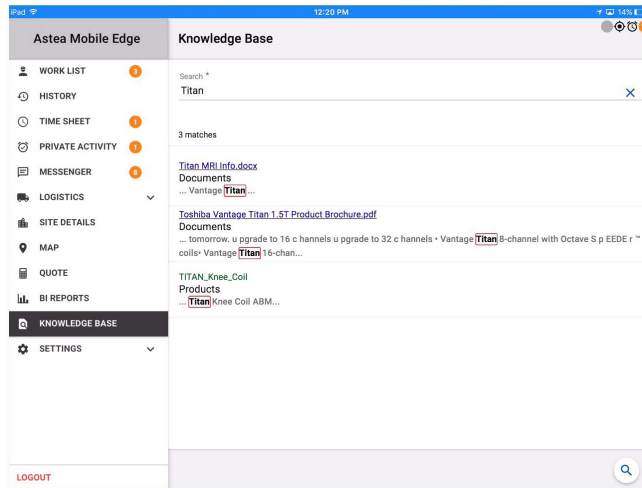 iPad 12:20 PM 14%
Astea Mobile Edge
Knowledge Base
WORK LIST 3
HISTORY
TIME SHEET 1
PRIVATE ACTIVITY 1
MESSENGER 8
LOGISTICS
SITE DETAILS
MAP
QUOTE
BI REPORTS
KNOWLEDGE BASE
SETTINGS
LOGOUT
Search *
Titan
3 matches
Titan MRI Info.docx
Documents
... Vantage Titan ...
Toshiba Vantage Titan 1.5T Product Brochure.pdf
Documents
... tomorrow. u pgrade to 16 c hannels u pgrade to 32 c hannels • Vantage Titan 8-channel with Octave S p EEDE r ™
coils• Vantage Titan 16-chan...
TITAN_Knee_Coil
Products
... Titan Knee Coil ABM...